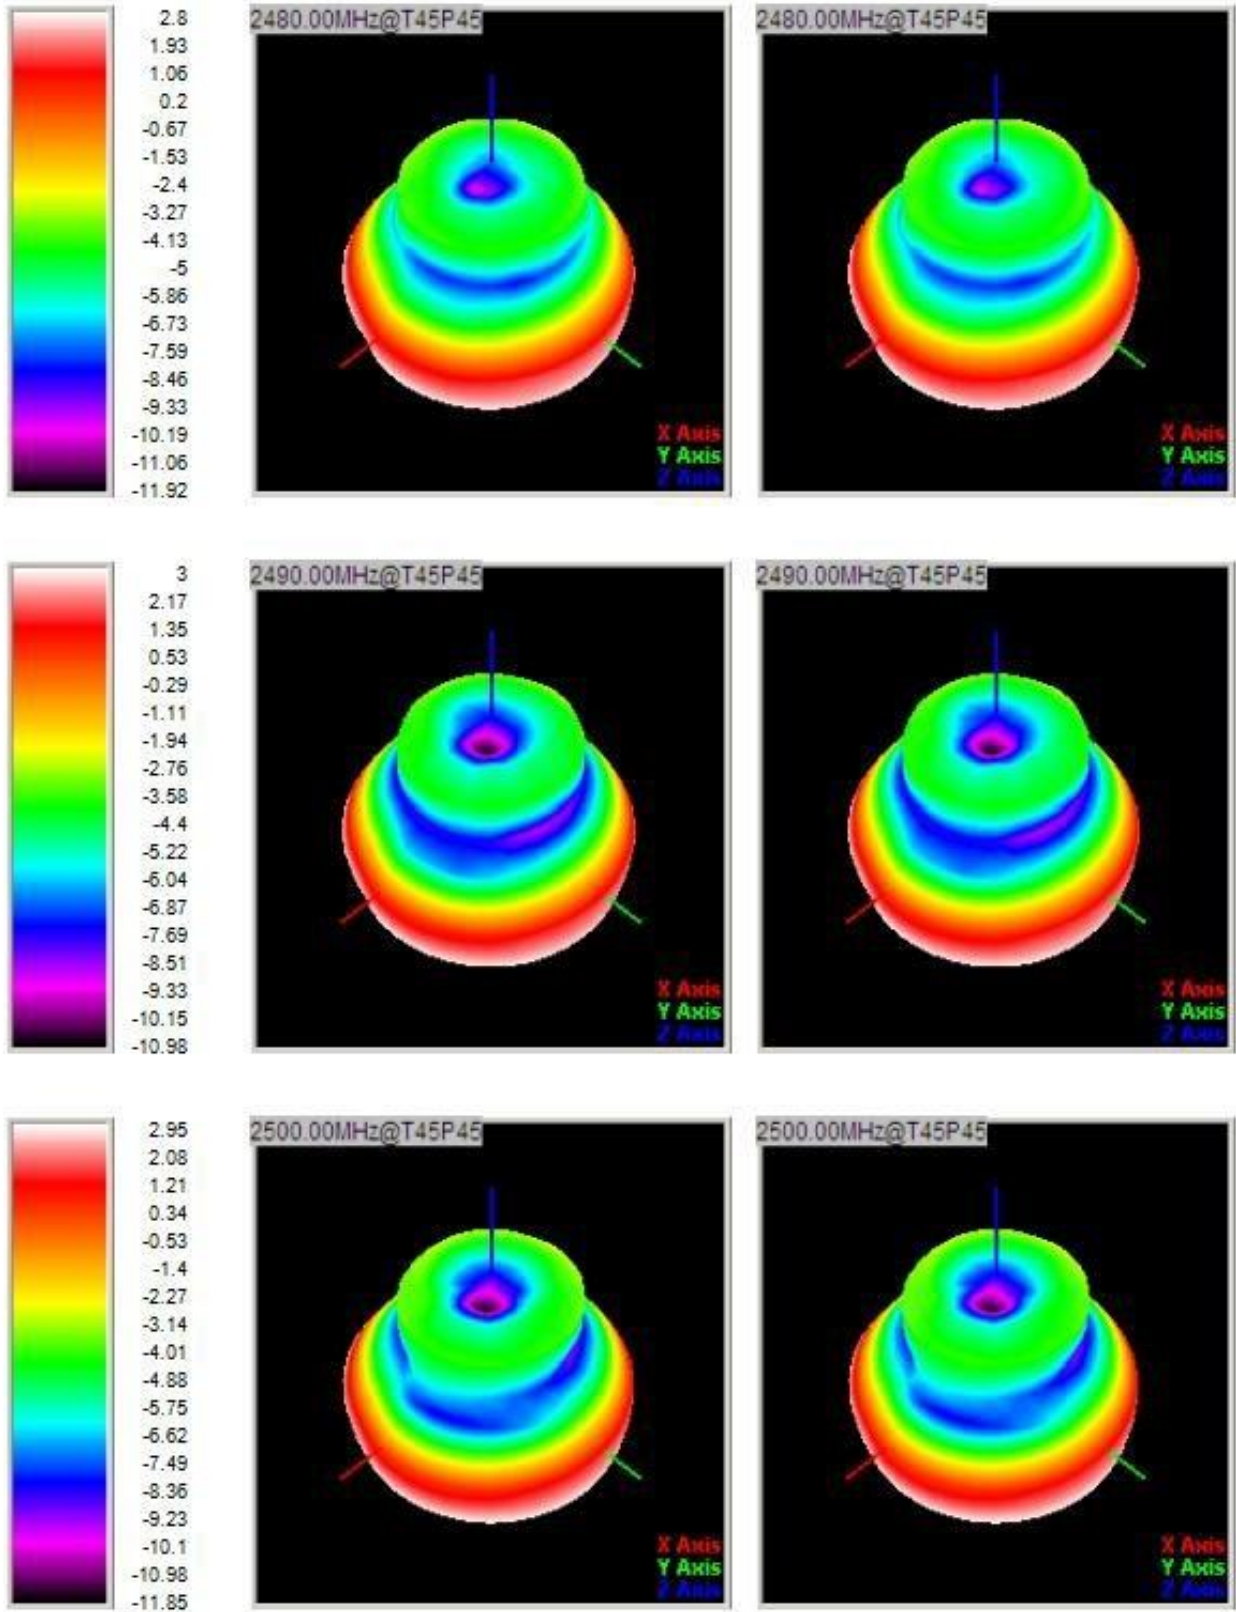 2.8
1.93
1.06
0.2
-0.67
-1.53
-2.4
-3.27
-4.13
-5
-5.86
-6.73
-7.59
-8.46
-9.33
-10.19
-11.06
-11.92
2480.00MHz@T45P45
X Axis
Y Axis
Z Axis
2480.00MHz@T45P45
X Axis
Y Axis
Z Axis
3
2.17
1.35
0.53
-0.29
-1.11
-1.94
-2.76
-3.58
-4.4
-5.22
-6.04
-6.87
-7.69
-8.51
-9.33
-10.15
-10.98
2490.00MHz@T45P45
X Axis
Y Axis
Z Axis
2490.00MHz@T45P45
X Axis
Y Axis
Z Axis
2.95
2.08
1.21
0.34
-0.53
-1.4
-2.27
-3.14
-4.01
-4.88
-5.75
-6.62
-7.49
-8.36
-9.23
-10.1
-10.98
-11.85
2500.00MHz@T45P45
X Axis
Y Axis
Z Axis
2500.00MHz@T45P45
X Axis
Y Axis
Z Axis